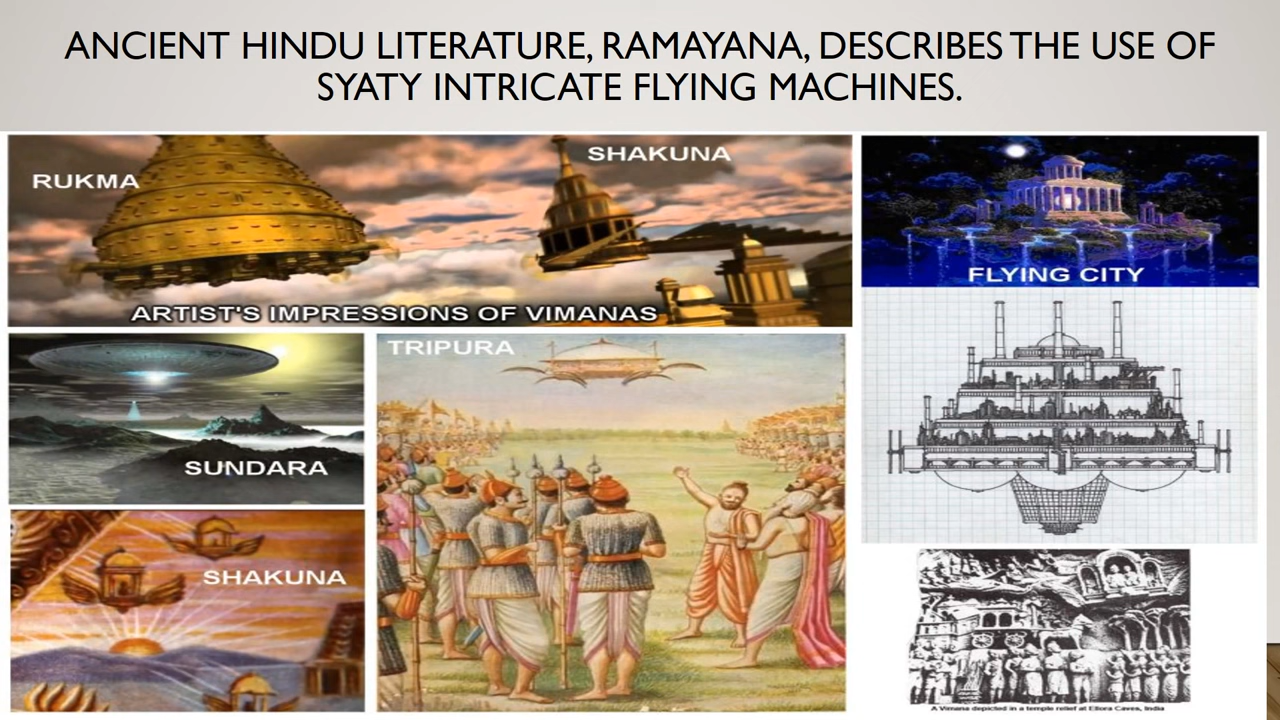 ANCIENT HINDU LITERATURE, RAMAYANA, DESCRIBES THE USE OF
SYATY INTRICATE FLYING MACHINES.
RUKMA
SHAKUNA
ARTIST'S IMPRESSIONS OF VIMANAS
FLYING CITY
SUNDARA
TRIPURA
SHAKUNA
A Vimana depicted in a temple relief at Ellora Caves, India